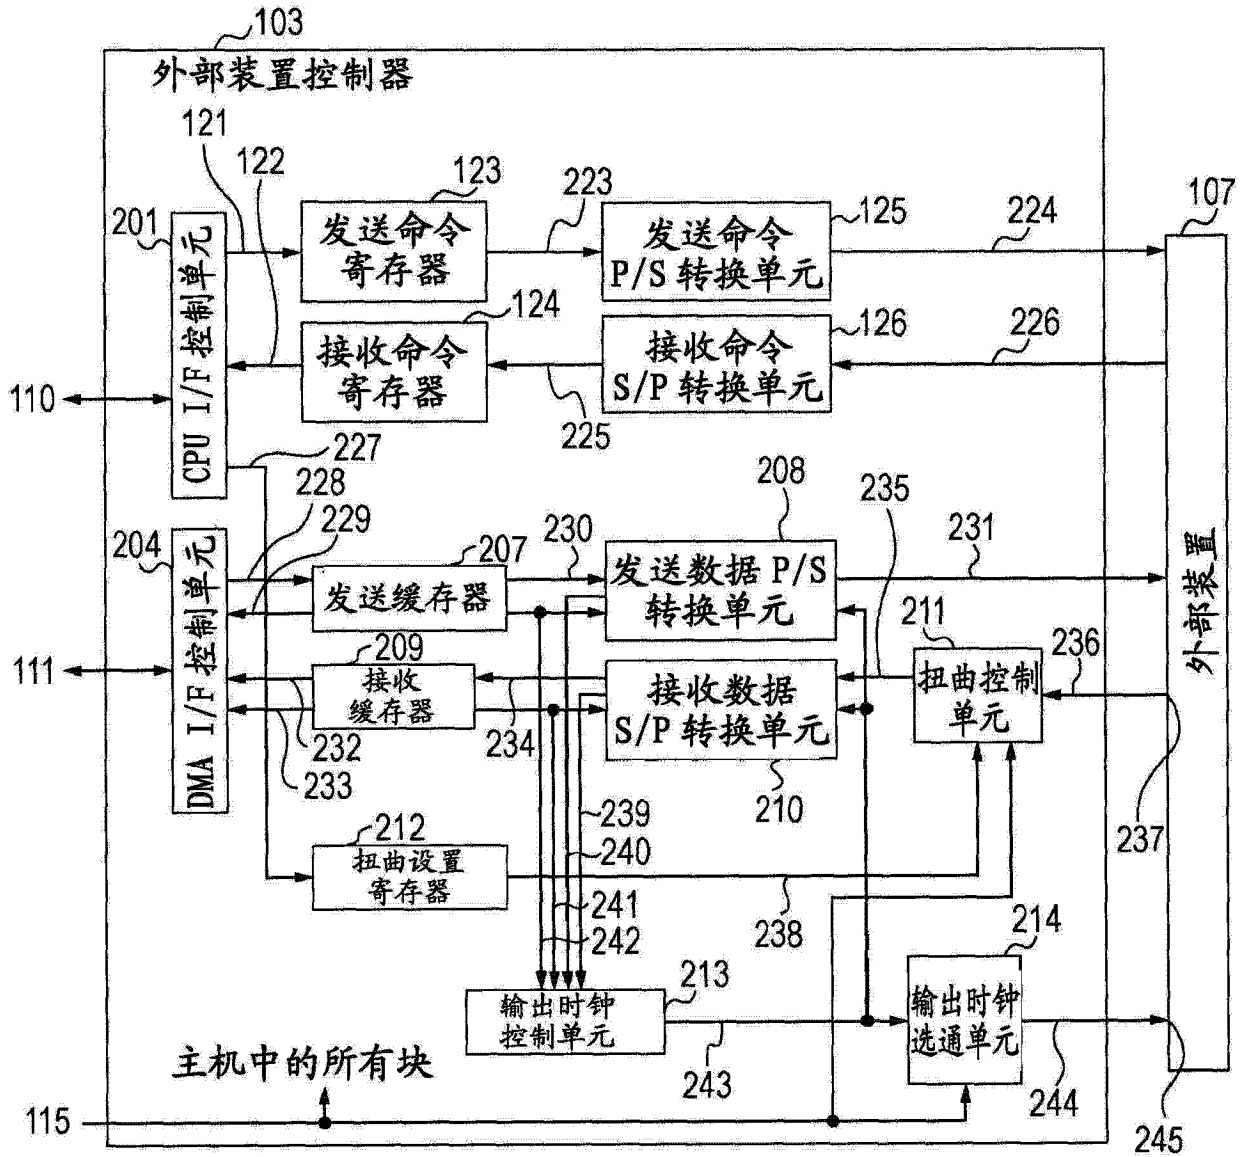 103
外部装置控制器
121
122
123
223
125
224
107
201
CPU I/F 控制单元
发送命令
寄存器
发送命令
P/S 转换单元
124
126
226
接收命令
寄存器
接收命令
S/P 转换单元
110
225
227
228
229
208
235
231
204
DMA I/F 控制单元
207
230
发送缓存器
发送数据 P/S
转换单元
外部装置
211
236
111
209
接收
缓存器
接收数据
S/P 转换单元
扭曲控制
单元
232
234
233
210
237
239
212
240
扭曲设置
寄存器
241
242
238
214
213
输出时钟
控制单元
输出时钟
选通单元
243
244
主机中的所有块
115
245